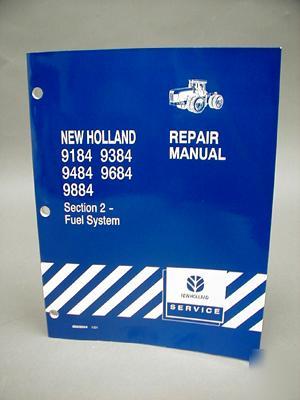 NEW HOLLAND
9184 9384
9484 9684
9884
Section 2 -
Fuel System
REPAIR
MANUAL
NEW HOLLAND
SERVICE